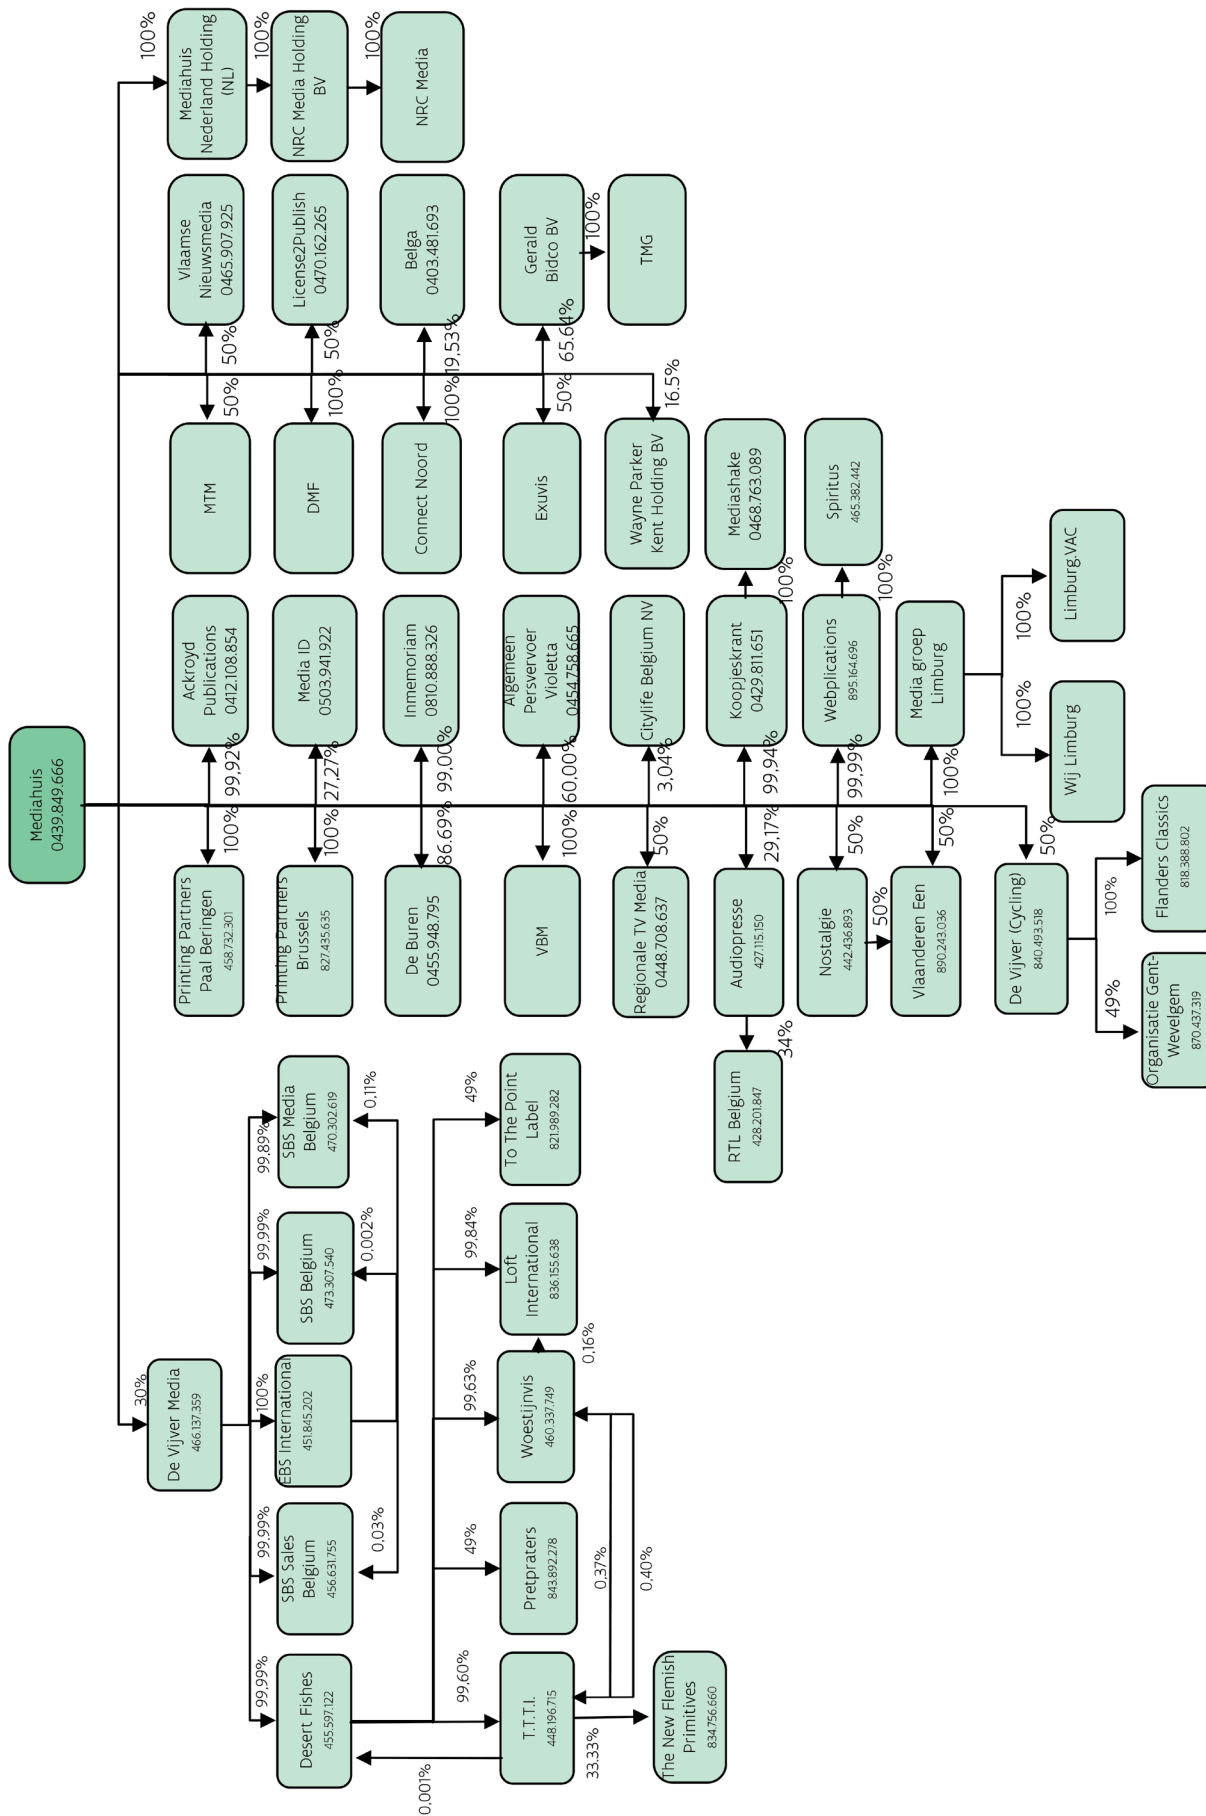 Mediahuis
0439.849.666
30%
De Vijver Media
466.137.359
99,99%
Desert Fishes
455.597.122
99,99%
SBS Sales
Belgium
456.631.755
100%
EBS International
451.845.202
99,99%
SBS Belgium
473.307.540
99,89%
SBS Media
Belgium
470.302.619
0,03%
0,002%
0,11%
0,001%
99,60%
T.T.T.I.
448.196.715
49%
Pretpraters
843.892.278
99,63%
Woestijnvis
460.337.749
99,84%
Loft
International
836.155.638
49%
To The Point
Label
821.989.282
0,16%
0,37%
0,40%
33,33%
The New Flemish
Primitives
834.756.660
Printing Partners
Paal Beringen
458.732.301
100%
99,92%
Ackroyd
Publications
0412.108.854
Printing Partners
Brussels
827.435.635
100%
27,27%
Media ID
0503.941.922
De Buren
0455.948.795
86.69%
99,00%
Inmemoriam
0810.888.326
VBM
100%
60,00%
Algemeen
Persvervoer
Violetta
0454.758.665
Regionale TV Media
0448.708.637
50%
3,04%
Citylife Belgium NV
Audiopresse
427.115.150
29,17%
99,94%
Koopjeskrant
0429.811.651
100%
Mediashake
0468.763.089
34%
RTL Belgium
428.201.847
Nostalgie
442.436.893
50%
99,99%
Webplications
895.164.696
100%
Spiritus
465.382.442
50%
Vlaanderen Een
890.243.036
50%
100%
Media groep
Limburg
100%
Wij Limburg
100%
Limburg.VAC
De Vijver (Cycling)
840.493.518
50%
49%
Organisatie Gent-
Wevelgem
870.437.319
100%
Flanders Classics
818.388.802
MTM
50%
50%
Vlaamse
Nieuwsmedia
0465.907.925
DMF
100%
50%
License2Publish
0470.162.265
Connect Noord
100%
19,53%
Belga
0403.481.693
Exuvis
50%
65.64%
Gerald
Bidco BV
100%
TMG
Wayne Parker
Kent Holding BV
16.5%
100%
Mediahuis
Nederland Holding
(NL)
100%
NRC Media Holding
BV
100%
NRC Media